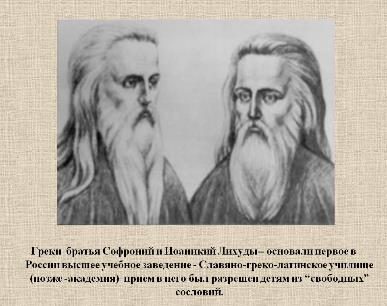 Греки братья Софроний и Иоаникий Лихуды – основали первое в
России высшее учебное заведение - Славяно-греко-латинское училище
(позже -академия) прием в него был разрешен детям из “свободных”
сословий.